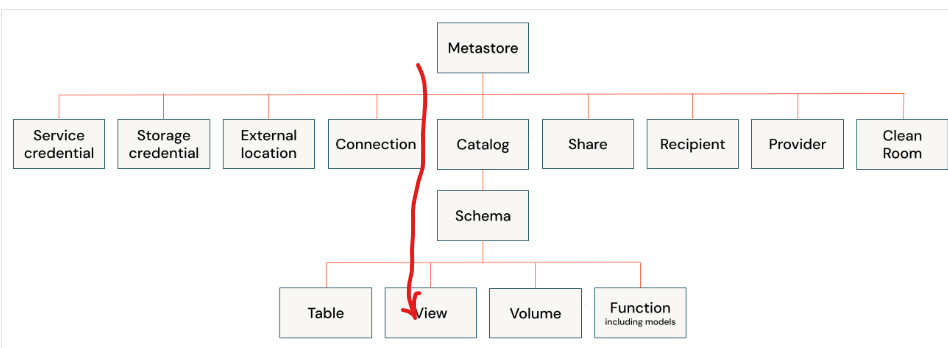 Metastore
Service
credential
Storage
credential
External
location
Connection
Catalog
Share
Recipient
Provider
Clean
Room
Schema
Table
View
Volume
Function
including models